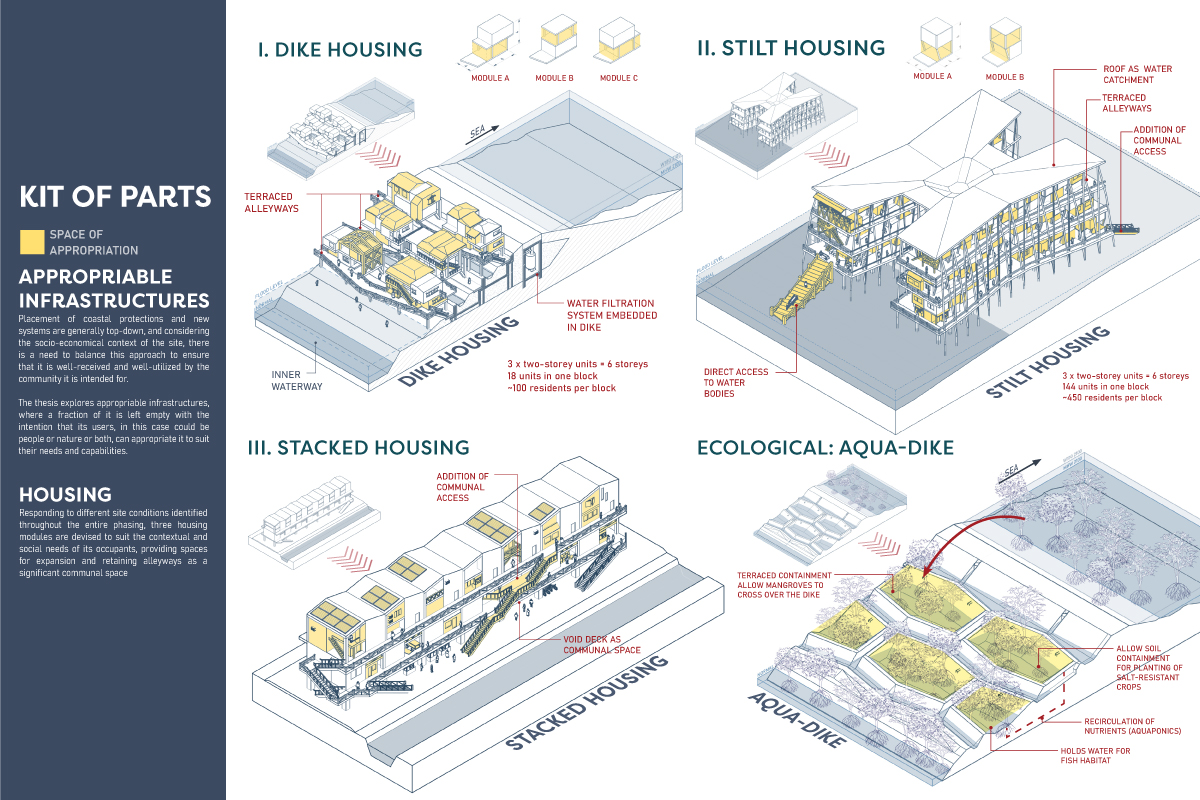 KIT OF PARTS
SPACE OF
APPROPRIATION
APPROPRIABLE
INFRASTRUCTURES
Placement of coastal protections and new
systems are generally top-down, and considering
the socio-economical context of the site, there
is a need to balance this approach to ensure
that it is well-received and well-utilized by the
community it is intended for.
The thesis explores appropriable infrastructures,
where a fraction of it is left empty with the
intention that its users, in this case could be
people or nature or both, can appropriate it to suit
their needs and capabilities.
HOUSING
Responding to different site conditions identified
throughout the entire phasing, three housing
modules are devised to suit the contextual and
social needs of its occupants, providing spaces
for expansion and retaining alleyways as a
significant communal space
I. DIKE HOUSING
MODULE A
MODULE B
MODULE C
SEA
TERRACED
ALLEYWAYS
WATER FILTRATION
SYSTEM EMBEDDED
IN DIKE
INNER
WATERWAY
DIKE HOUSING
3 x two-storey units = 6 storeys
18 units in one block
~100 residents per block
II. STILT HOUSING
MODULE A
MODULE B
ROOF AS WATER
CATCHMENT
TERRACED
ALLEYWAYS
ADDITION OF
COMMUNAL
ACCESS
DIRECT ACCESS
TO WATER
BODIES
STILT HOUSING
3 x two-storey units = 6 storeys
144 units in one block
~450 residents per block
III. STACKED HOUSING
ADDITION OF
COMMUNAL
ACCESS
VOID DECK AS
COMMUNAL SPACE
STACKED HOUSING
ECOLOGICAL: AQUA-DIKE
SEA
TERRACED CONTAINMENT
ALLOW MANGROVES TO
CROSS OVER THE DIKE
ALLOW SOIL
CONTAINMENT
FOR PLANTING OF
SALT-RESISTANT
CROPS
RECIRCULATION OF
NUTRIENTS (AQUAPONICS)
HOLDS WATER FOR
FISH HABITAT
AQUA-DIKE